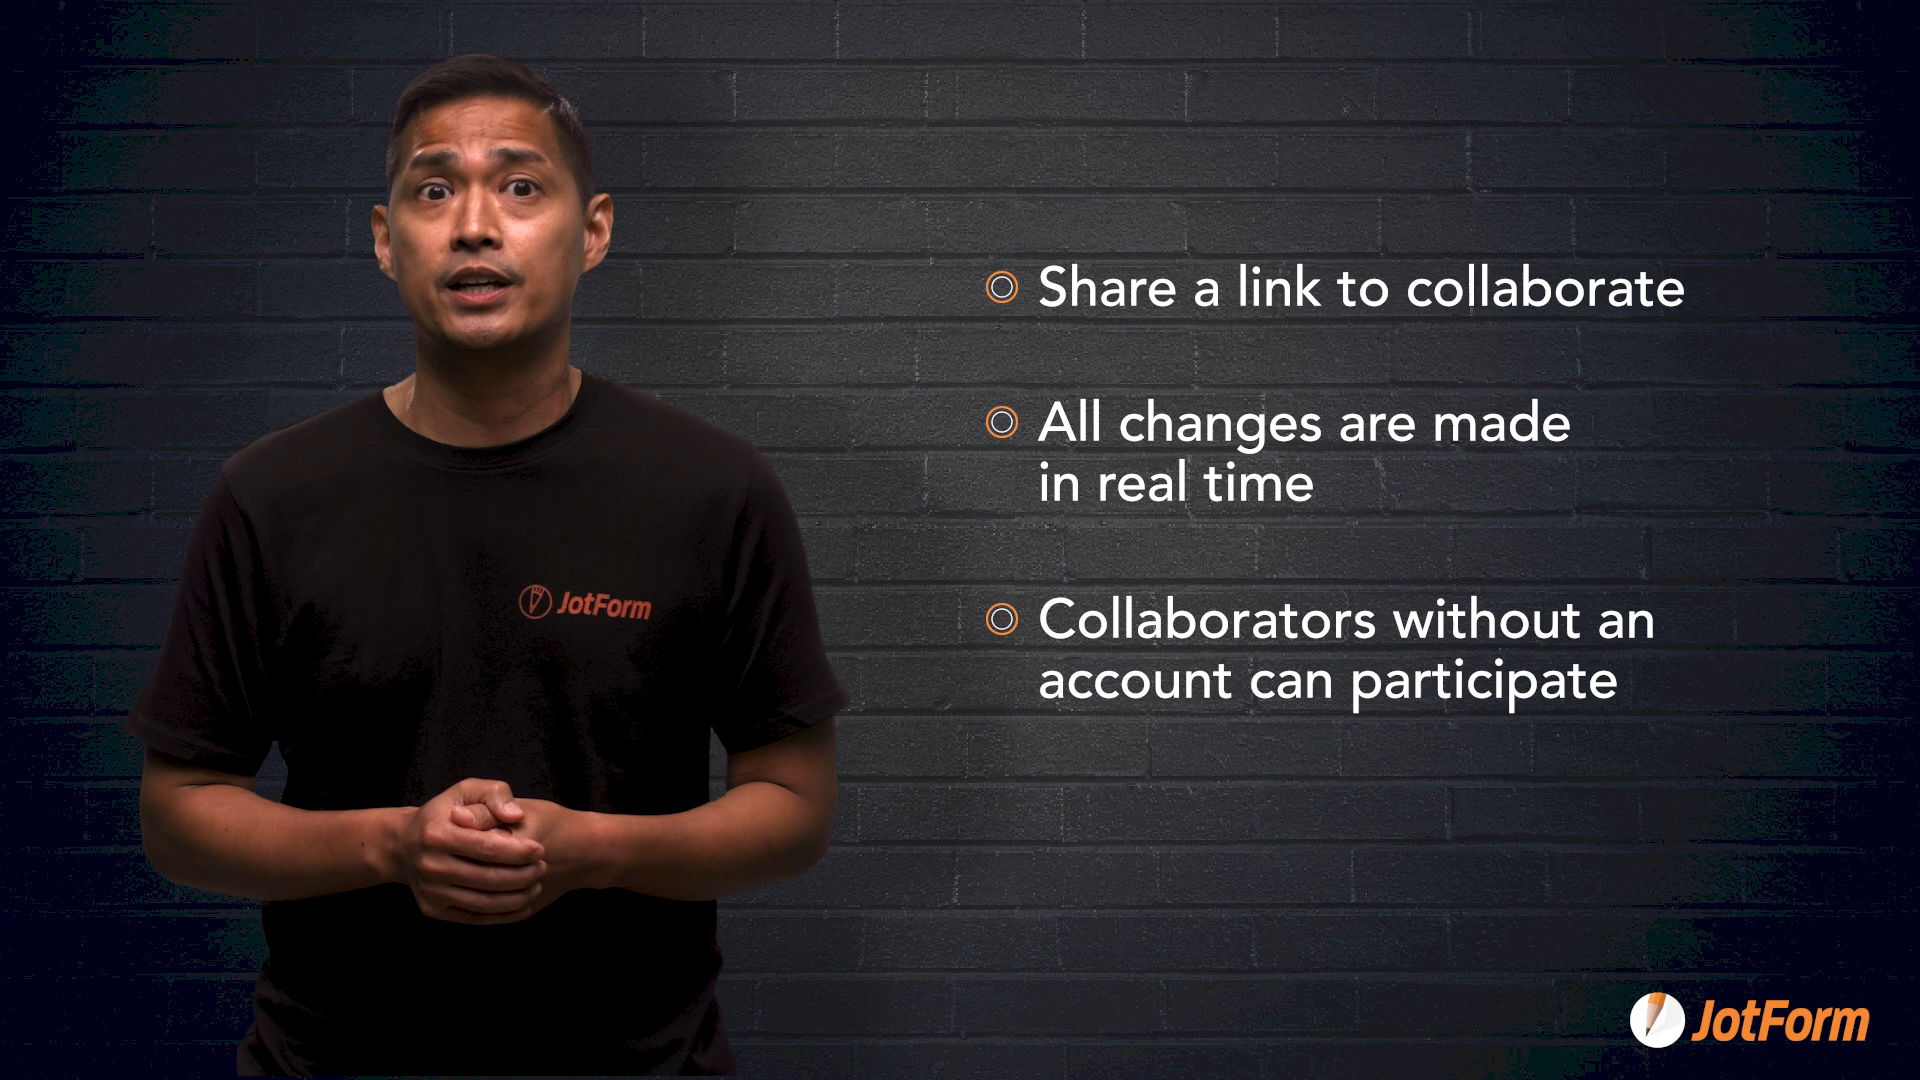 Share a link to collaborate
All changes are made
in real time
Collaborators without an
account can participate
JotForm
JotForm